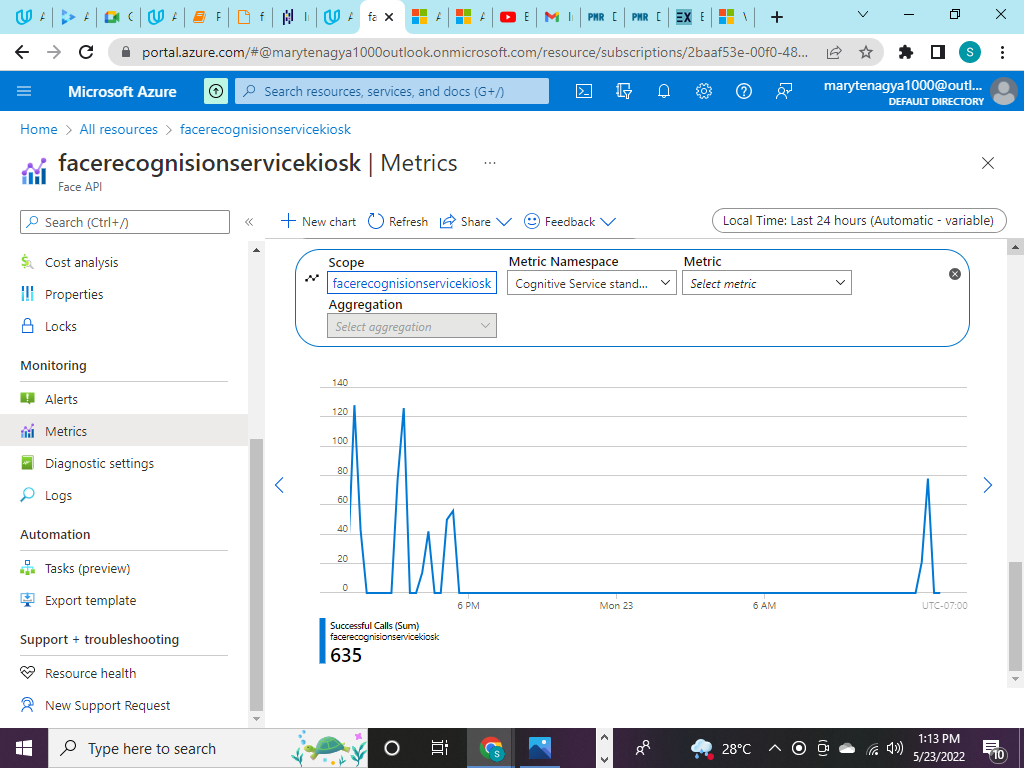 portal.azure.com/#@marytenagya1000outlook.onmicrosoft.com/resource/subscriptions/2baaf53e-00f0-48...
S
Microsoft Azure
Search resources, services, and docs (G+/)
marytenagya1000@outl...
DEFAULT DIRECTORY
Home > All resources > facerecognisionservicekiosk
facerecognisionservicekiosk | Metrics ...
Face API
Search (Ctrl+/)
«
New chart
Refresh
Share
Feedback
Local Time: Last 24 hours (Automatic - variable)
Cost analysis
Properties
Locks
Monitoring
Alerts
Metrics
Diagnostic settings
Logs
Automation
Tasks (preview)
Export template
Support + troubleshooting
Resource health
New Support Request
Scope
facerecognisionservicekiosk
Metric Namespace
Cognitive Service stand...
Metric
Select metric
Aggregation
Select aggregation
140
120
100
80
60
40
20
0
6 PM
Mon 23
6 AM
UTC-07:00
Successful Calls (Sum)
facerecognisionservicekiosk
635
Type here to search
28°C
1:13 PM
5/23/2022
10